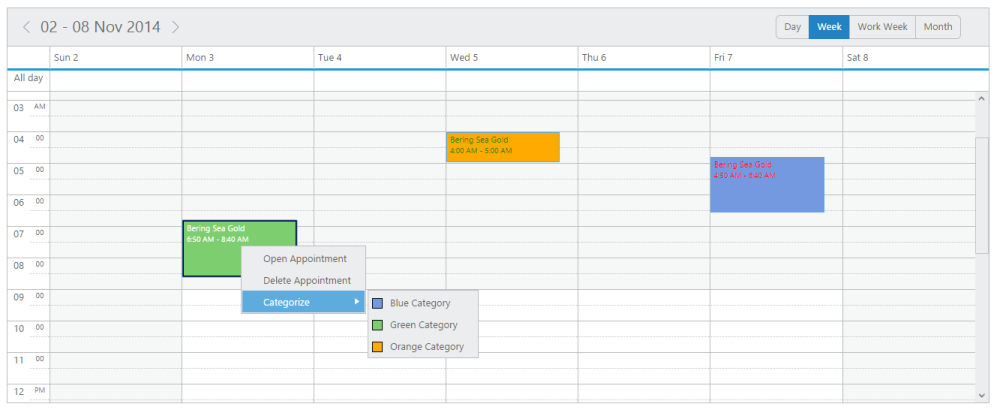 02 - 08 Nov 2014
Day Week Work Week Month
Sun 2 Mon 3 Tue 4 Wed 5 Thu 6 Fri 7 Sat 8
All day
03 AM
04 00
Bering Sea Gold
4:00 AM - 5:00 AM
Bering Sea Gold
4:50 AM - 6:40 AM
05 00
06 00
Bering Sea Gold
6:50 AM - 8:40 AM
07 00
Open Appointment
08 00
Delete Appointment
09 00
Categorize
Blue Category
Green Category
10 00
Orange Category
11 00
12 PM